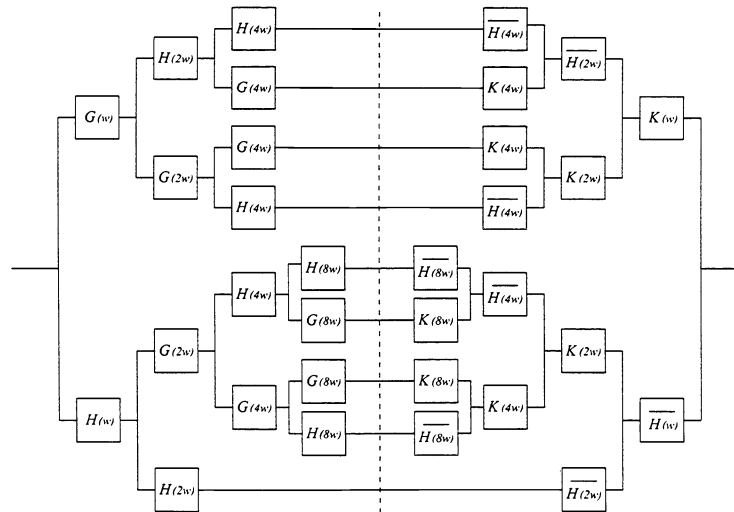 H(4w) H(4w)
H(2w) H(2w)
G(4w) K(4w)
G(w) K(w)
G(4w) K(4w)
G(2w) K(2w)
H(4w) H(4w)
H(8w) H(8w)
H(4w) H(4w)
G(8w) K(8w)
G(2w) K(2w)
G(8w) K(8w)
G(4w) K(4w)
H(w) H(w)
H(8w) H(8w)
H(2w) H(2w)